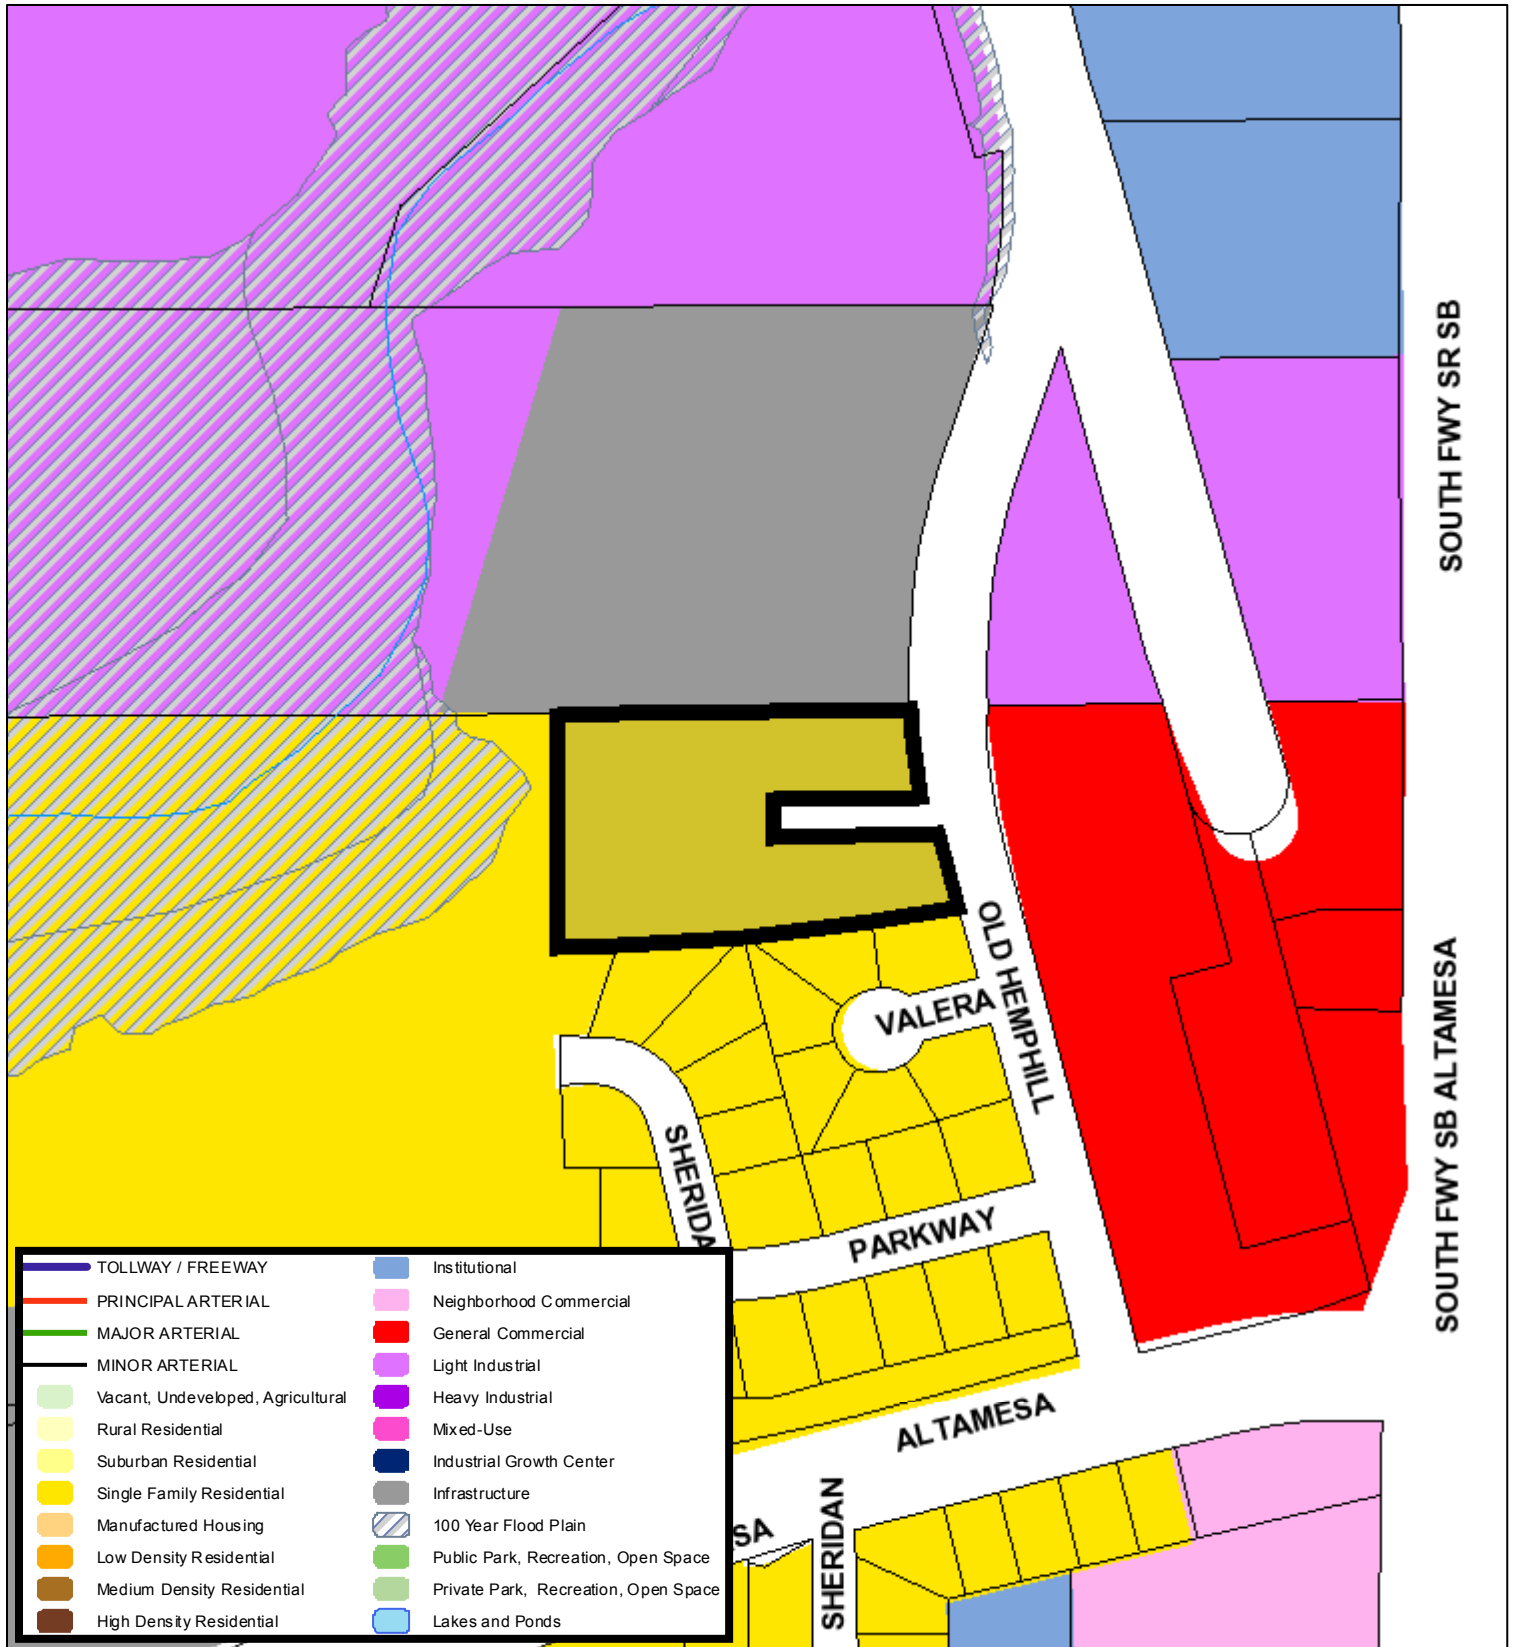 SOUTH FWY SR SB
OLD HEMPHILL
VALERA
SOUTH FWY SB ALTAMESA
SHERIDA
PARKWAY
ALTAMESA
SA
SHERIDAN
TOLLWAY / FREEWAY
PRINCIPAL ARTERIAL
MAJOR ARTERIAL
MINOR ARTERIAL
Vacant, Undeveloped, Agricultural
Rural Residential
Suburban Residential
Single Family Residential
Manufactured Housing
Low Density Residential
Medium Density Residential
High Density Residential
Institutional
Neighborhood Commercial
General Commercial
Light Industrial
Heavy Industrial
Mixed-Use
Industrial Growth Center
Infrastructure
100 Year Flood Plain
Public Park, Recreation, Open Space
Private Park, Recreation, Open Space
Lakes and Ponds